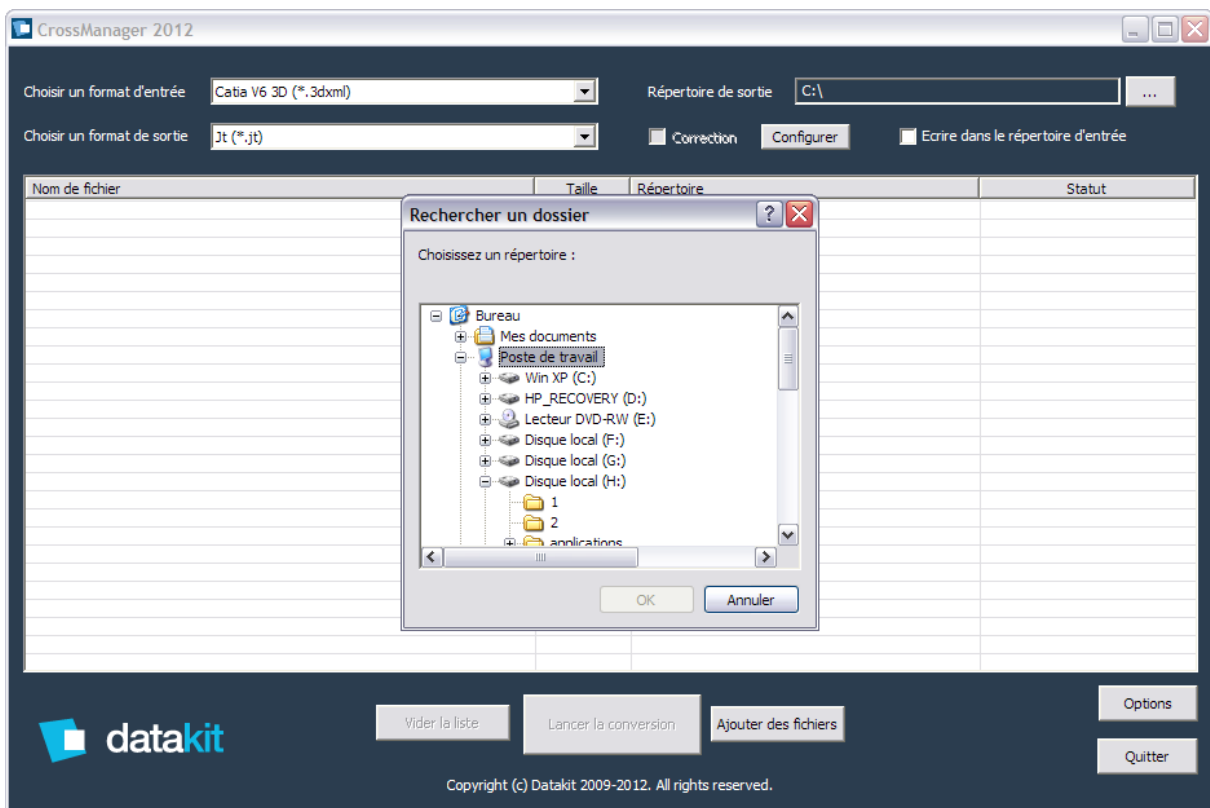 CrossManager 2012
Choisir un format d'entrée Catia V6 3D (*.3dxml) Répertoire de sortie C:\ ...
Choisir un format de sortie Jt (*.jt) Correction Configurer Ecrire dans le répertoire d'entrée
Nom de fichier Taille Répertoire Statut
Rechercher un dossier
Choisissez un répertoire :
Bureau
Mes documents
Poste de travail
Win XP (C:)
HP_RECOVERY (D:)
Lecteur DVD-RW (E:)
Disque local (F:)
Disque local (G:)
Disque local (H:)
1
2
applications
OK Annuler
Options
Vider la liste Lancer la conversion Ajouter des fichiers
datakit
Quitter
Copyright (c) Datakit 2009-2012. All rights reserved.